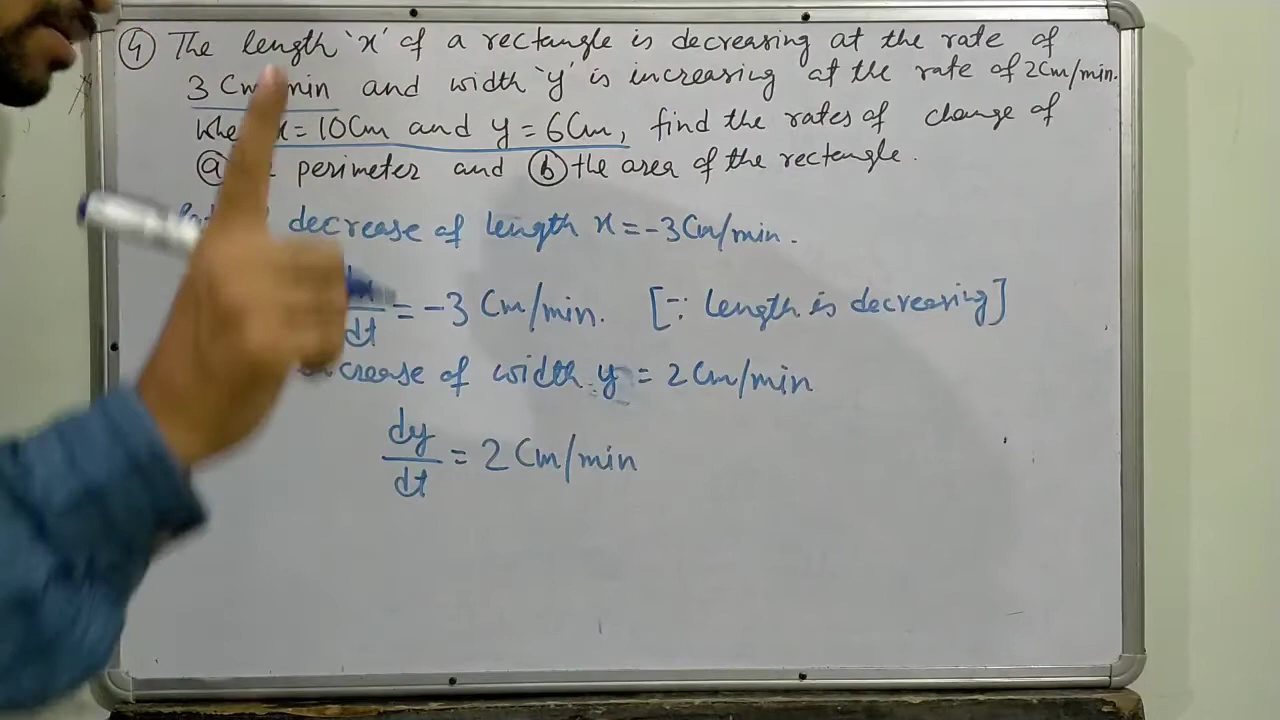 ④ The length 'x' of a rectangle is decreasing at the rate of
3 Cm/min and width 'y' is increasing at the rate of 2Cm/min.
x = 10Cm and y = 6Cm, find the rates of change of
ⓐ perimeter and ⓑ the area of the rectangle.
decrease of length x = -3Cm/min.
dx/dt = -3 Cm/min. [∵ length is decreasing]
crease of width y = 2Cm/min
dy/dt = 2 Cm/min